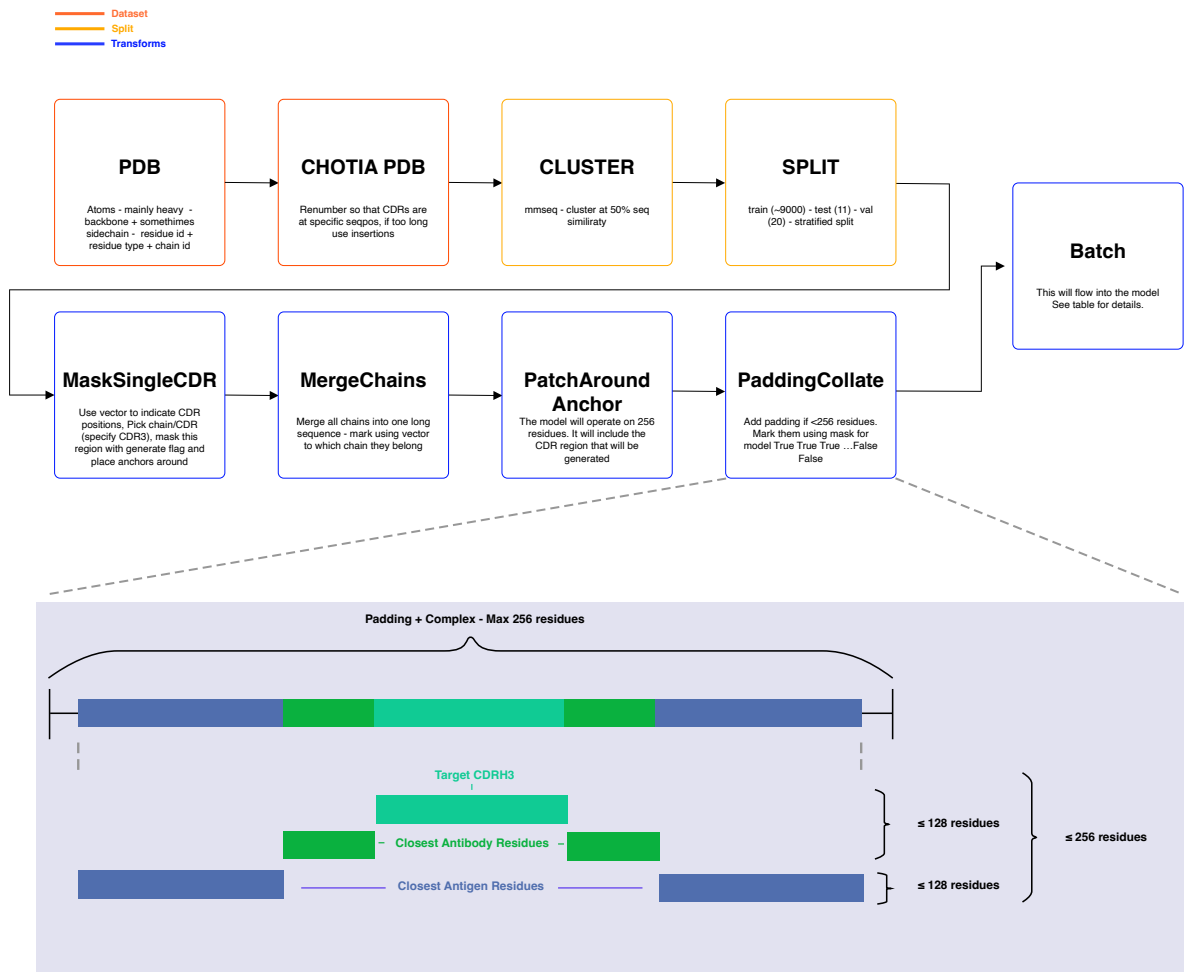 Dataset
Split
Transforms
PDB
Atoms - mainly heavy -
backbone + somethimes
sidechain - residue id +
residue type + chain id
CHOTIA PDB
Renumber so that CDRs are
at specific seqpos, if too long
use insertions
CLUSTER
mmseq - cluster at 50% seq
similiraty
SPLIT
train (~9000) - test (11) - val
(20) - stratified split
Batch
This will flow into the model
See table for details.
MaskSingleCDR
Use vector to indicate CDR
positions, Pick chain/CDR
(specify CDR3), mask this
region with generate flag and
place anchors around
MergeChains
Merge all chains into one long
sequence - mark using vector
to which chain they belong
PatchAround
Anchor
The model will operate on 256
residues. It will include the
CDR region that will be
generated
PaddingCollate
Add padding if <256 residues.
Mark them using mask for
model True True True ...False
False
Padding + Complex - Max 256 residues
Target CDRH3
Closest Antibody Residues
Closest Antigen Residues
≤ 128 residues
≤ 256 residues
≤ 128 residues